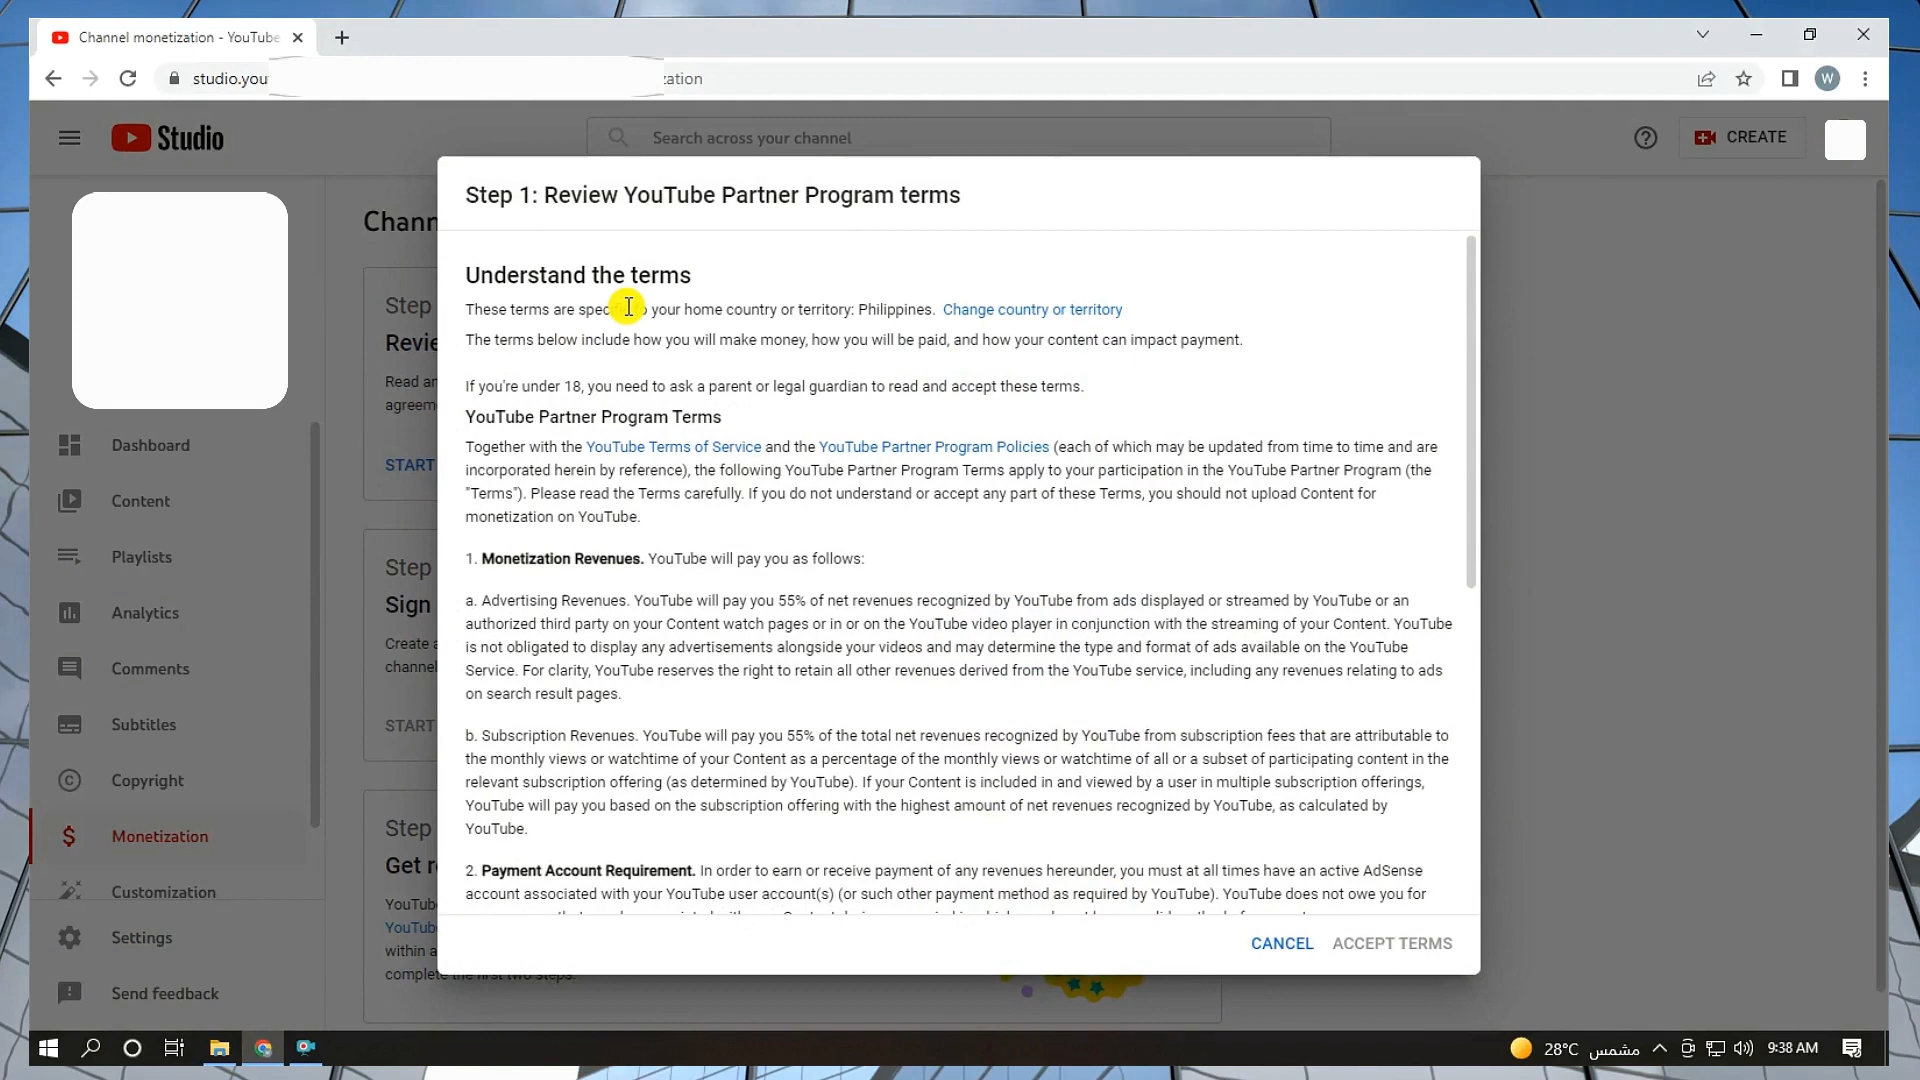 Channel monetization - YouTube
studio.you
zation
W
Studio
Search across your channel
CREATE
Step 1: Review YouTube Partner Program terms
Understand the terms
These terms are specific to your home country or territory: Philippines. Change country or territory
The terms below include how you will make money, how you will be paid, and how your content can impact payment.
If you're under 18, you need to ask a parent or legal guardian to read and accept these terms.
YouTube Partner Program Terms
Together with the YouTube Terms of Service and the YouTube Partner Program Policies (each of which may be updated from time to time and are
incorporated herein by reference), the following YouTube Partner Program Terms apply to your participation in the YouTube Partner Program (the
"Terms"). Please read the Terms carefully. If you do not understand or accept any part of these Terms, you should not upload Content for
monetization on YouTube.
1. Monetization Revenues. YouTube will pay you as follows:
a. Advertising Revenues. YouTube will pay you 55% of net revenues recognized by YouTube from ads displayed or streamed by YouTube or an
authorized third party on your Content watch pages or in or on the YouTube video player in conjunction with the streaming of your Content. YouTube
is not obligated to display any advertisements alongside your videos and may determine the type and format of ads available on the YouTube
Service. For clarity, YouTube reserves the right to retain all other revenues derived from the YouTube service, including any revenues relating to ads
on search result pages.
b. Subscription Revenues. YouTube will pay you 55% of the total net revenues recognized by YouTube from subscription fees that are attributable to
the monthly views or watchtime of your Content as a percentage of the monthly views or watchtime of all or a subset of participating content in the
relevant subscription offering (as determined by YouTube). If your Content is included in and viewed by a user in multiple subscription offerings,
YouTube will pay you based on the subscription offering with the highest amount of net revenues recognized by YouTube, as calculated by
YouTube.
2. Payment Account Requirement. In order to earn or receive payment of any revenues hereunder, you must at all times have an active AdSense
account associated with your YouTube user account(s) (or such other payment method as required by YouTube). YouTube does not owe you for
CANCEL ACCEPT TERMS
Dashboard
Content
Playlists
Analytics
Comments
Subtitles
Copyright
Monetization
Customization
Settings
Send feedback
Chann
Step
Revie
Read an
agreem
START
Step
Sign
Create a
channel
START
Step
Get re
YouTu
YouTub
within a
complete the first two steps.
28°C مشمس
9:38 AM